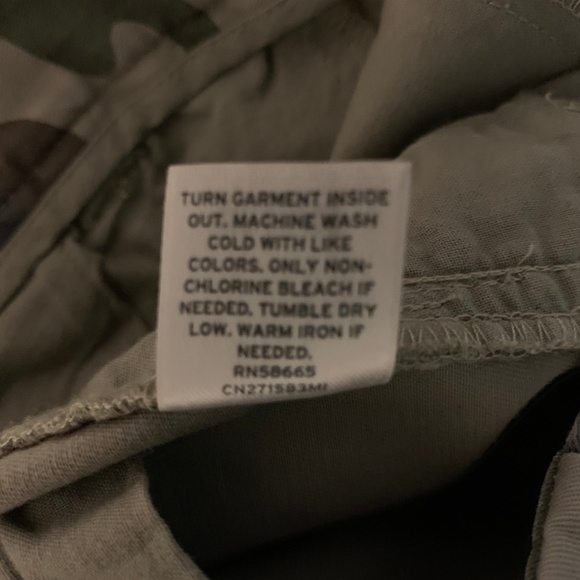 TURN GARMENT INSIDE
OUT. MACHINE WASH
COLD WITH LIKE
COLORS. ONLY NON-
CHLORINE BLEACH IF
NEEDED. TUMBLE DRY
LOW. WARM IRON IF
NEEDED.
RN58665